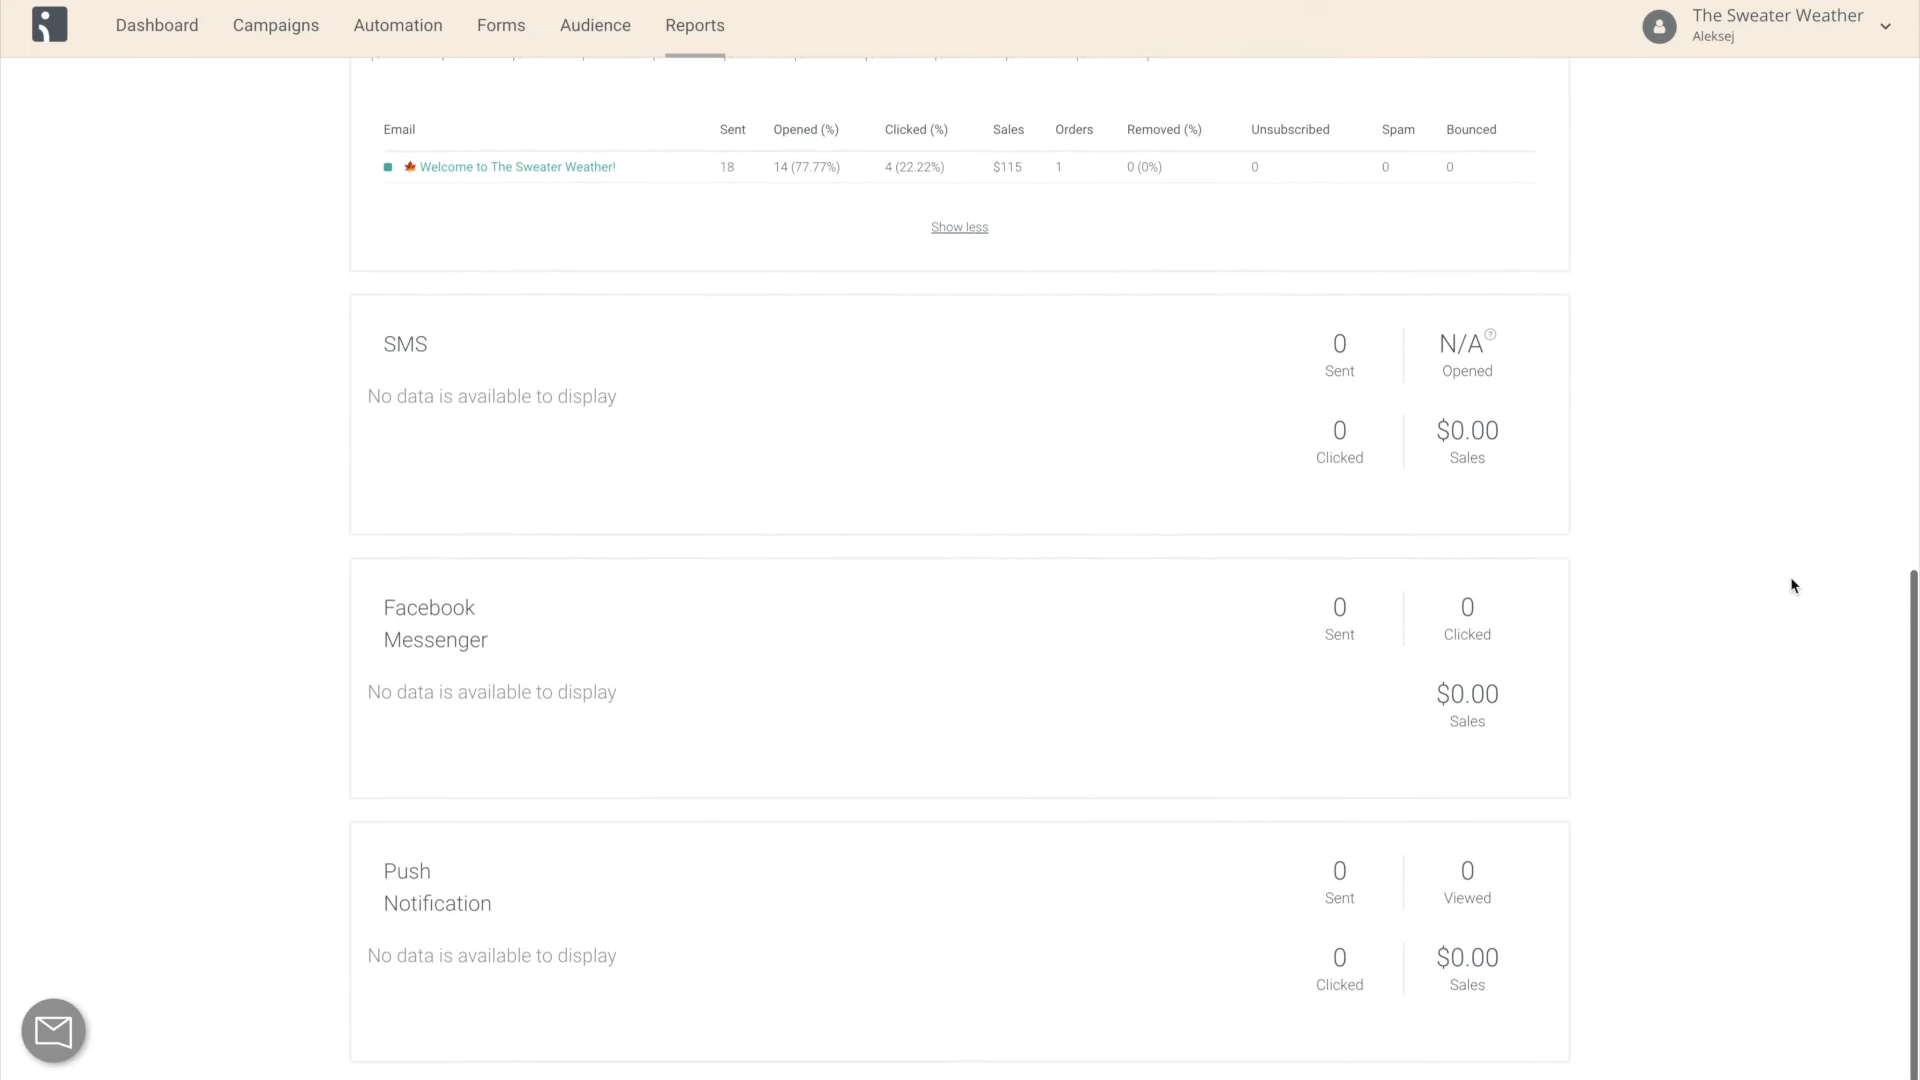 Dashboard Campaigns Automation Forms Audience Reports
The Sweater Weather
Aleksej
Email Sent Opened (%) Clicked (%) Sales Orders Removed (%) Unsubscribed Spam Bounced
Welcome to The Sweater Weather! 18 14 (77.77%) 4 (22.22%) $115 1 0 (0%) 0 0 0
Show less
SMS
No data is available to display
0 N/A
Sent Opened
0 $0.00
Clicked Sales
Facebook
Messenger
No data is available to display
0 0
Sent Clicked
$0.00
Sales
Push
Notification
No data is available to display
0 0
Sent Viewed
0 $0.00
Clicked Sales